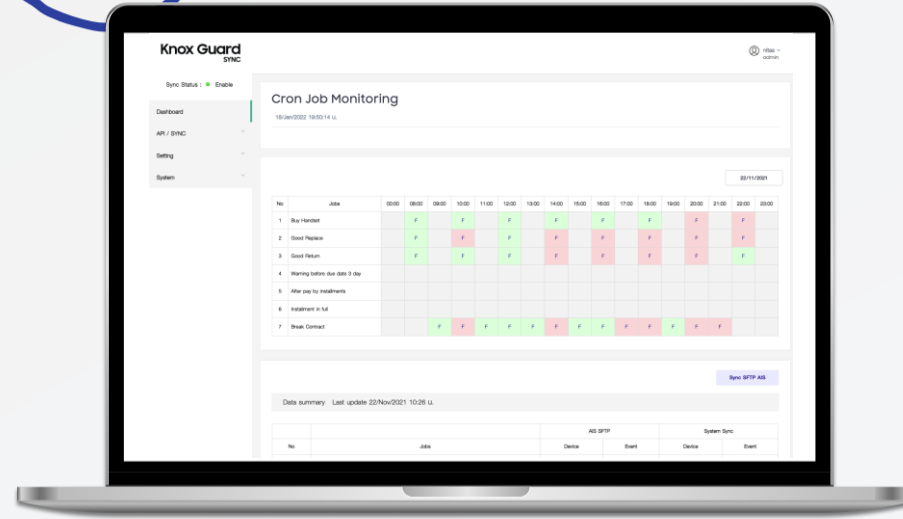 Knox Guard
SYNC
admin
Sync Status : Enable
Dashboard
API / SYNC
Setting
System
Cron Job Monitoring
18/Jan/2022 19:50:14 น.
22/11/2021
No Jobs 00:00 08:00 09:00 10:00 11:00 12:00 13:00 14:00 15:00 16:00 17:00 18:00 19:00 20:00 21:00 22:00 23:00
1 Buy Handset F F F F F F F F
2 Good Replace F F F F F F F F
3 Good Return F F F F F F F F
4 Warning before due date 3 day
5 After pay by installments
6 Installment in full
7 Break Contract F F F F F F F F F F F F F
Sync SFTP AIS
Data summary Last update 22/Nov/2021 10:26 น.
AIS SFTP System Sync
No Jobs Device Event Device Event